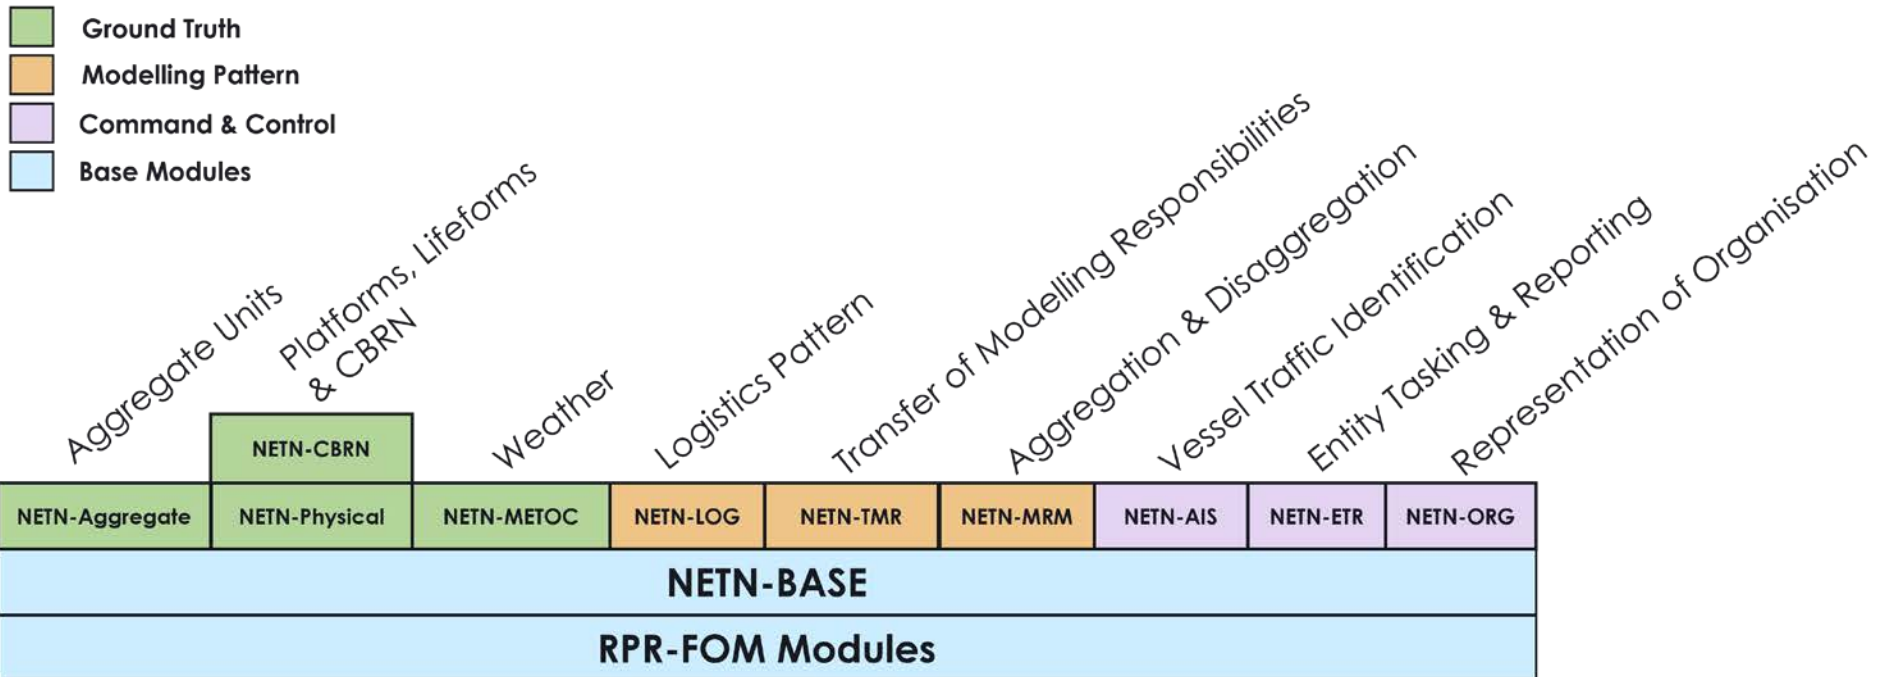 Ground Truth
Modelling Pattern
Command & Control
Base Modules
Aggregate Units
Platforms, Lifeforms
& CBRN
Weather
Logistics Pattern
Transfer of Modelling Responsibilities
Aggregation & Disaggregation
Vessel Traffic Identification
Entity Tasking & Reporting
Representation of Organisation
NETN-CBRN
NETN-Aggregate
NETN-Physical
NETN-METOC
NETN-LOG
NETN-TMR
NETN-MRM
NETN-AIS
NETN-ETR
NETN-ORG
NETN-BASE
RPR-FOM Modules